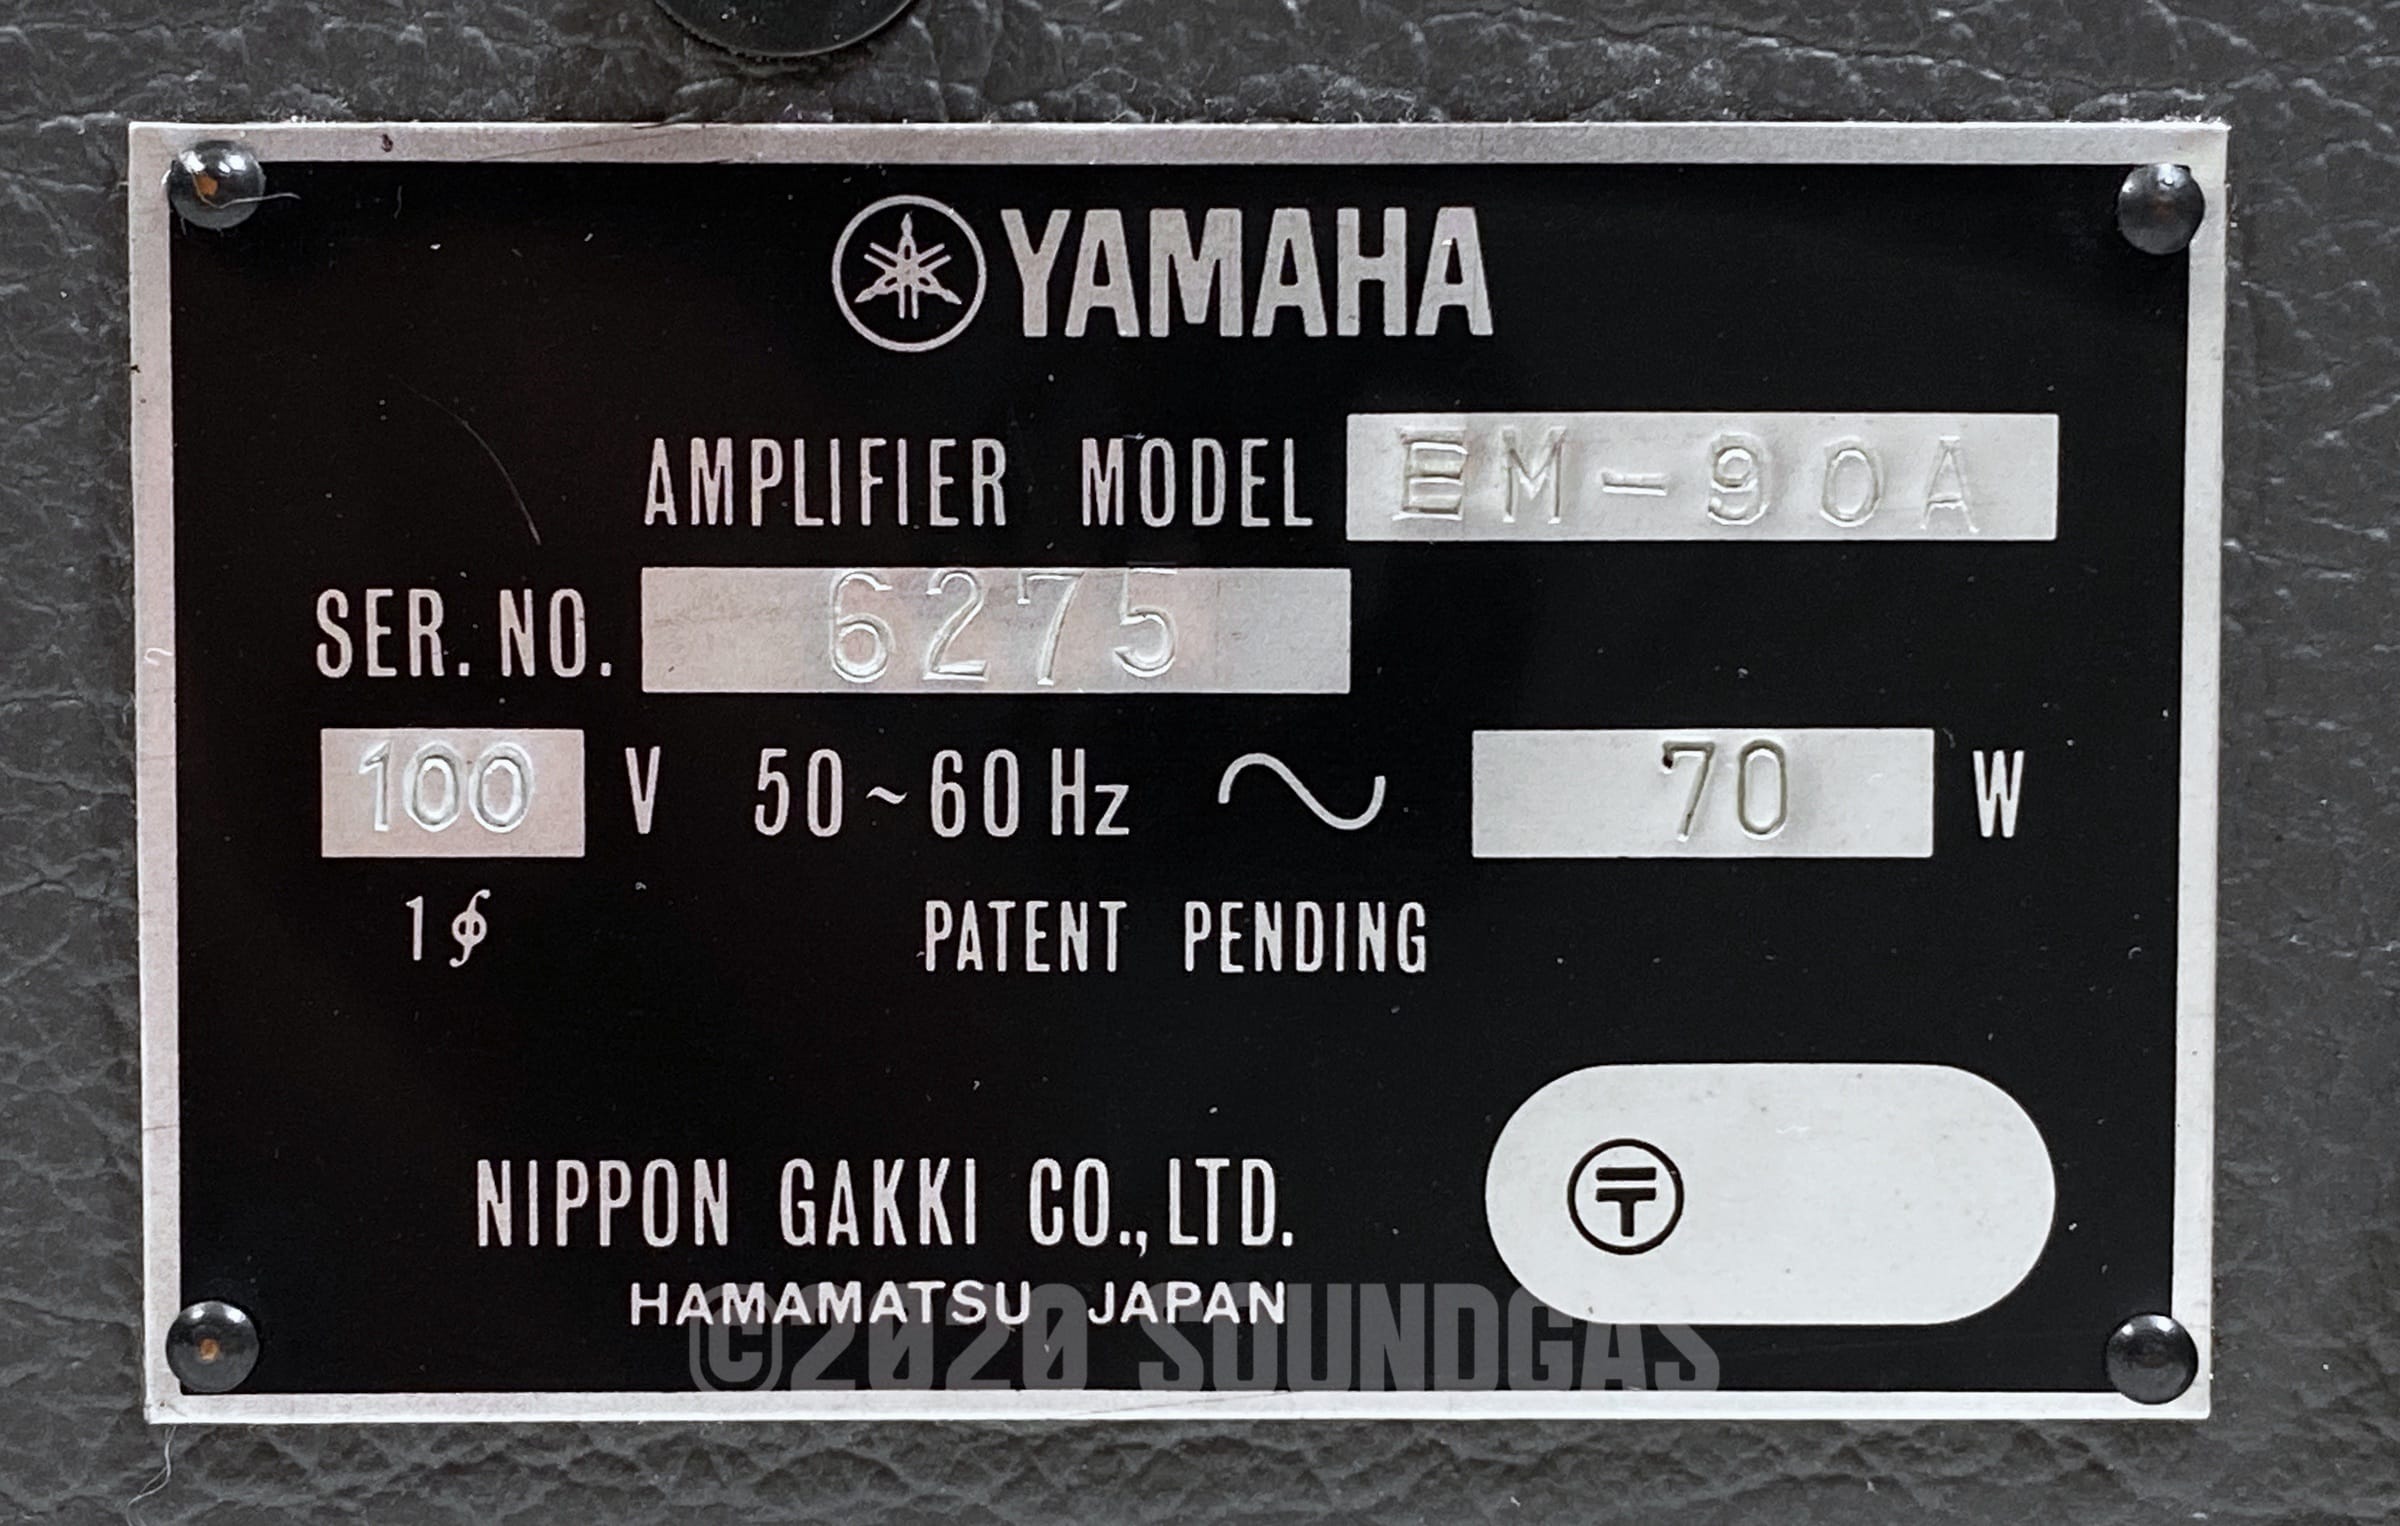 YAMAHA
AMPLIFIER MODEL EM-90A
SER. NO. 6275
100 V 50~60 Hz ∿ 70 W
1∮ PATENT PENDING
〒
NIPPON GAKKI CO., LTD.
HAMAMATSU JAPAN
©2020 SOUNDGAS